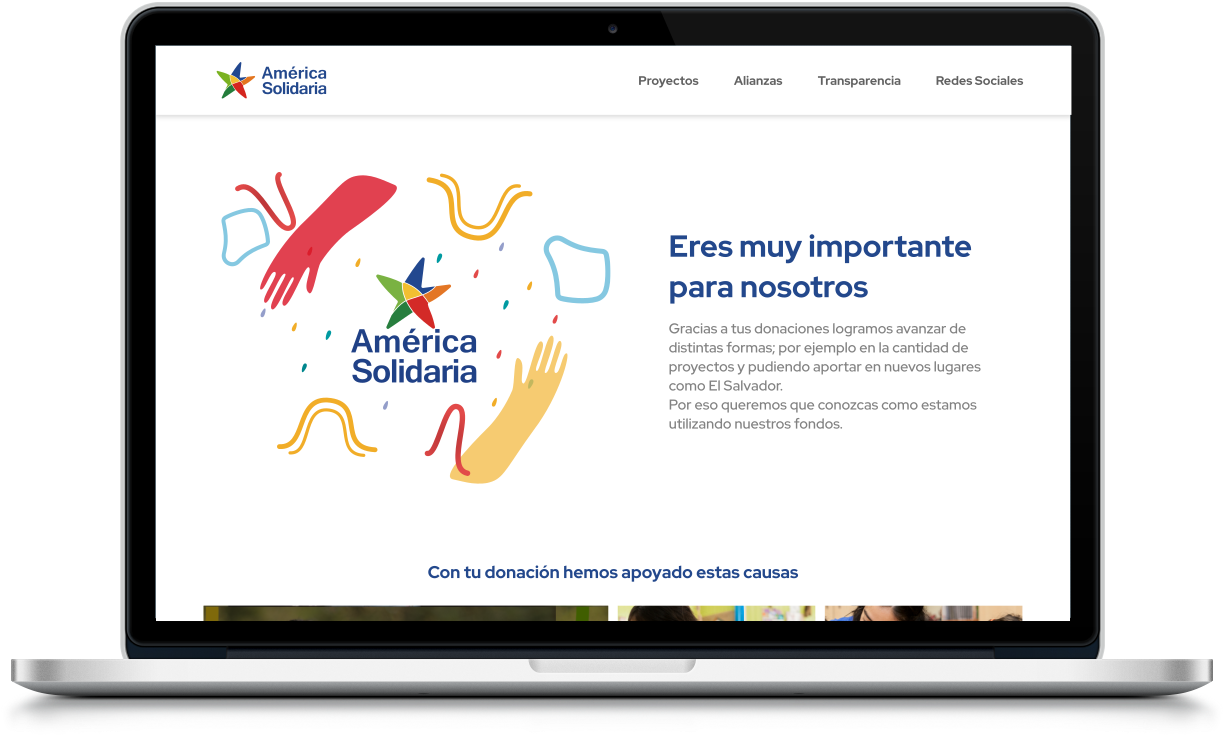 América
Solidaria
Proyectos Alianzas Transparencia Redes Sociales
América
Solidaria
Eres muy importante
para nosotros
Gracias a tus donaciones logramos avanzar de
distintas formas; por ejemplo en la cantidad de
proyectos y pudiendo aportar en nuevos lugares
como El Salvador.
Por eso queremos que conozcas como estamos
utilizando nuestros fondos.
Con tu donación hemos apoyado estas causas